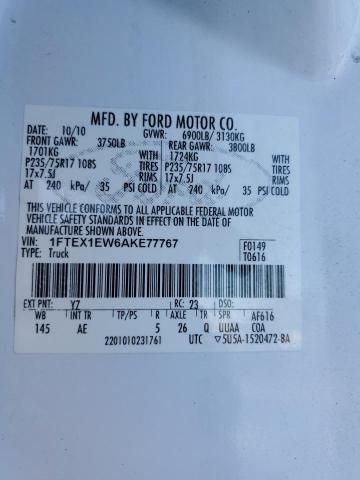 MFD. BY FORD MOTOR CO.
DATE: 10/10 GVWR: 6900LB/ 3130KG
FRONT GAWR: 3750LB REAR GAWR: 3800LB
1701KG WITH 1724KG WITH
P235/75R17 108S TIRES P235/75R17 108S TIRES
17x7.5J RIMS 17x7.5J RIMS
AT 240 kPa/ 35 PSI COLD AT 240 kPa/ 35 PSI COLD
THIS VEHICLE CONFORMS TO ALL APPLICABLE FEDERAL MOTOR
VEHICLE SAFETY STANDARDS IN EFFECT ON THE DATE OF
MANUFACTURE SHOWN ABOVE.
VIN: 1FTEX1EW6AKE77767 F0149
TYPE: Truck T0616
EXT PNT: YZ RC: 23 DSO:
WB INT TR TP/PS R AXLE TR SPR AF616
145 AE 5 26 Q UUAA COA
2201010231761 UTC ▽5U5A-1520472-BA